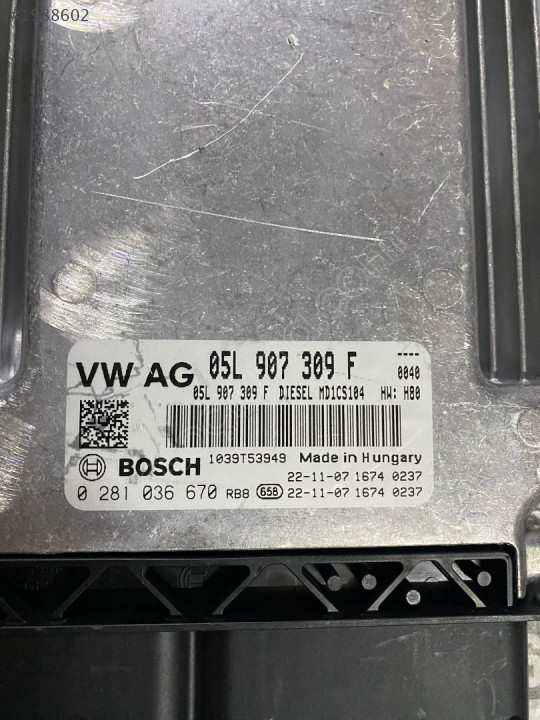 VW AG 05L 907 309 F ----
0040
05L 907 309 F DIESEL MD1CS104 HW: H80
BOSCH 1039T53949 Made in Hungary
22-11-07 1674 0237
0 281 036 670 RB8 658 22-11-07 1674 0237